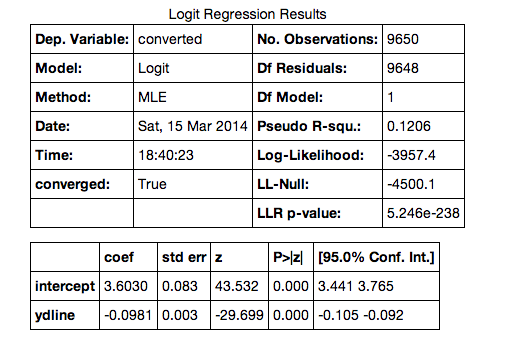 Logit Regression Results
Dep. Variable: converted No. Observations: 9650
Model: Logit Df Residuals: 9648
Method: MLE Df Model: 1
Date: Sat, 15 Mar 2014 Pseudo R-squ.: 0.1206
Time: 18:40:23 Log-Likelihood: -3957.4
converged: True LL-Null: -4500.1
LLR p-value: 5.246e-238
coef std err z P>|z| [95.0% Conf. Int.]
intercept 3.6030 0.083 43.532 0.000 3.441 3.765
ydline -0.0981 0.003 -29.699 0.000 -0.105 -0.092